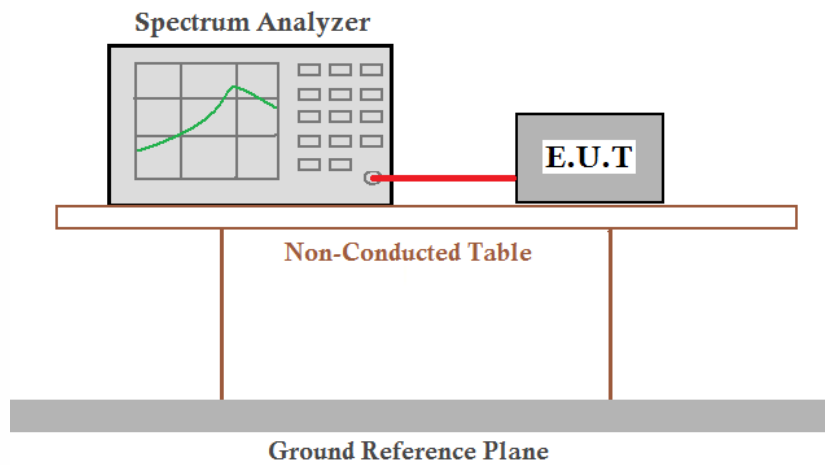 Spectrum Analyzer
E.U.T
Non-Conducted Table
Ground Reference Plane